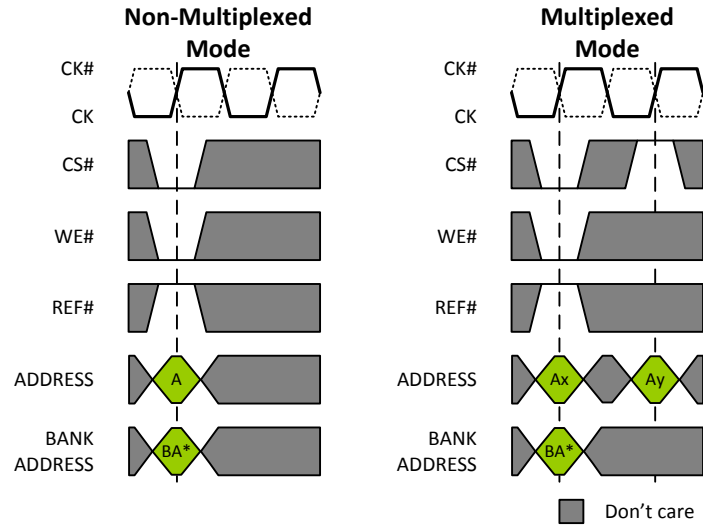 Non-Multiplexed
Mode
CK#
CK
CS#
WE#
REF#
ADDRESS
A
BANK
ADDRESS
BA*
Multiplexed
Mode
CK#
CK
CS#
WE#
REF#
ADDRESS
Ax
Ay
BANK
ADDRESS
BA*
Don't care